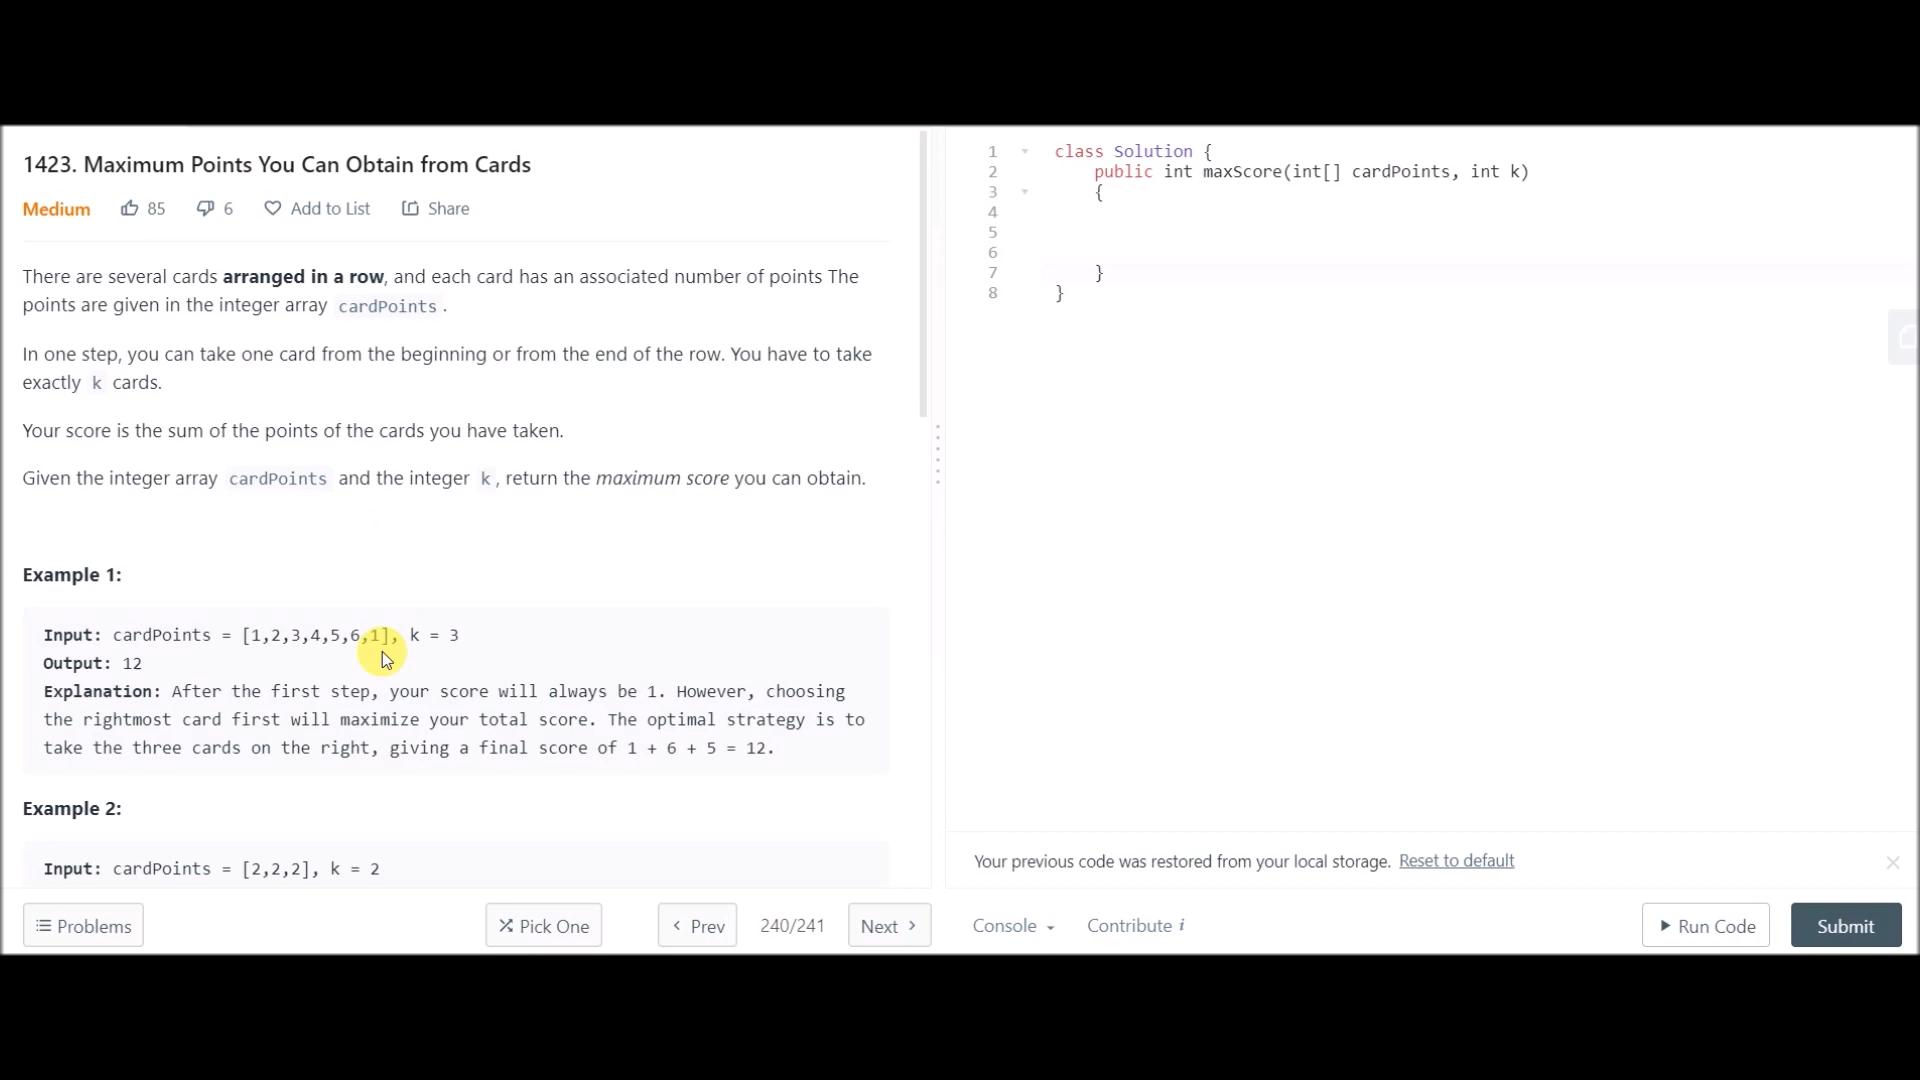 1423. Maximum Points You Can Obtain from Cards
Medium 85 6 Add to List Share
There are several cards arranged in a row, and each card has an associated number of points The
points are given in the integer array cardPoints.
In one step, you can take one card from the beginning or from the end of the row. You have to take
exactly k cards.
Your score is the sum of the points of the cards you have taken.
Given the integer array cardPoints and the integer k, return the maximum score you can obtain.
Example 1:
Input: cardPoints = [1,2,3,4,5,6,1], k = 3
Output: 12
Explanation: After the first step, your score will always be 1. However, choosing
the rightmost card first will maximize your total score. The optimal strategy is to
take the three cards on the right, giving a final score of 1 + 6 + 5 = 12.
Example 2:
Input: cardPoints = [2,2,2], k = 2
Problems Pick One < Prev 240/241 Next >
1 class Solution {
2 public int maxScore(int[] cardPoints, int k)
3 {
4
5
6
7 }
8 }
Your previous code was restored from your local storage. Reset to default
Console Contribute i Run Code Submit